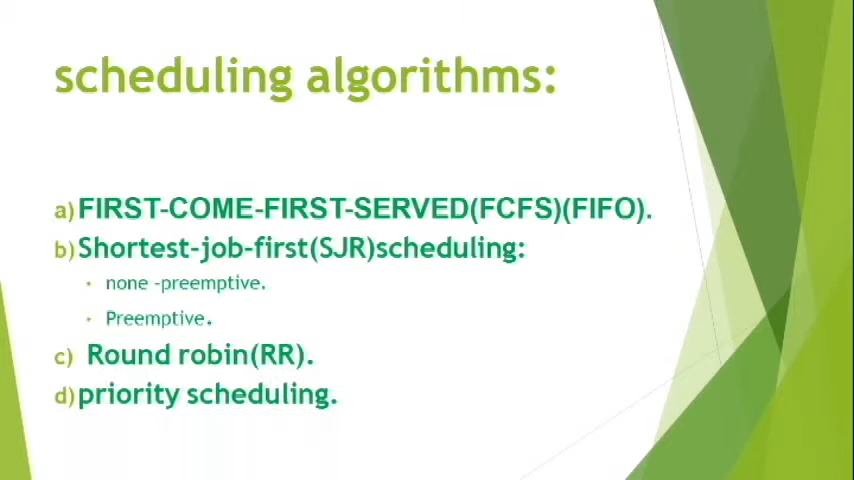 scheduling algorithms:
a) FIRST-COME-FIRST-SERVED(FCFS)(FIFO).
b) Shortest-job-first(SJR)scheduling:
• none -preemptive.
• Preemptive.
c) Round robin(RR).
d) priority scheduling.